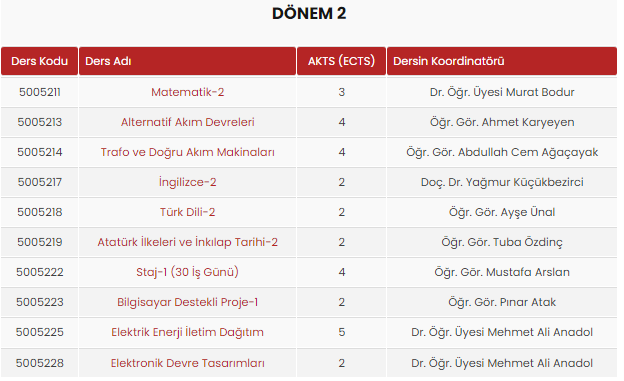 DÖNEM 2
Ders Kodu Ders Adı AKTS (ECTS) Dersin Koordinatörü
5005211 Matematik-2 3 Dr. Öğr. Üyesi Murat Bodur
5005213 Alternatif Akım Devreleri 4 Öğr. Gör. Ahmet Karyeyen
5005214 Trafo ve Doğru Akım Makinaları 4 Öğr. Gör. Abdullah Cem Ağaçayak
5005217 İngilizce-2 2 Doç. Dr. Yağmur Küçükbezirci
5005218 Türk Dili-2 2 Öğr. Gör. Ayşe Ünal
5005219 Atatürk İlkeleri ve İnkılap Tarihi-2 2 Öğr. Gör. Tuba Özdinç
5005222 Staj-1 (30 İş Günü) 4 Öğr. Gör. Mustafa Arslan
5005223 Bilgisayar Destekli Proje-1 2 Öğr. Gör. Pınar Atak
5005225 Elektrik Enerji İletim Dağıtım 5 Dr. Öğr. Üyesi Mehmet Ali Anadol
5005228 Elektronik Devre Tasarımları 2 Dr. Öğr. Üyesi Mehmet Ali Anadol